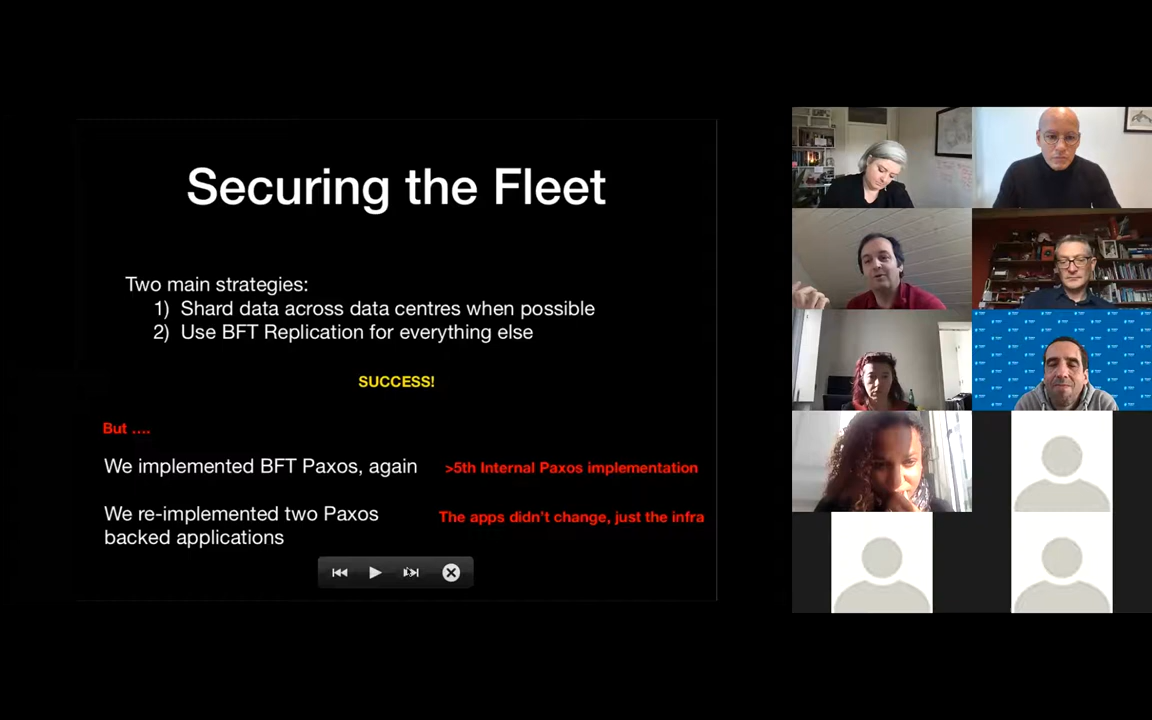 Securing the Fleet
Two main strategies:
1) Shard data across data centres when possible
2) Use BFT Replication for everything else
SUCCESS!
But ....
We implemented BFT Paxos, again
>5th Internal Paxos implementation
We re-implemented two Paxos
backed applications
The apps didn't change, just the infra